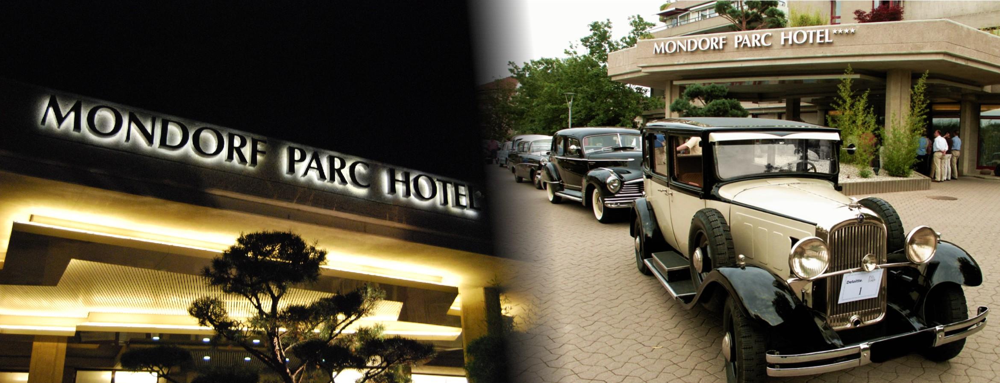 MONDORF PARC HOTEL
MONDORF PARC HOTEL****
Deloitte.
1